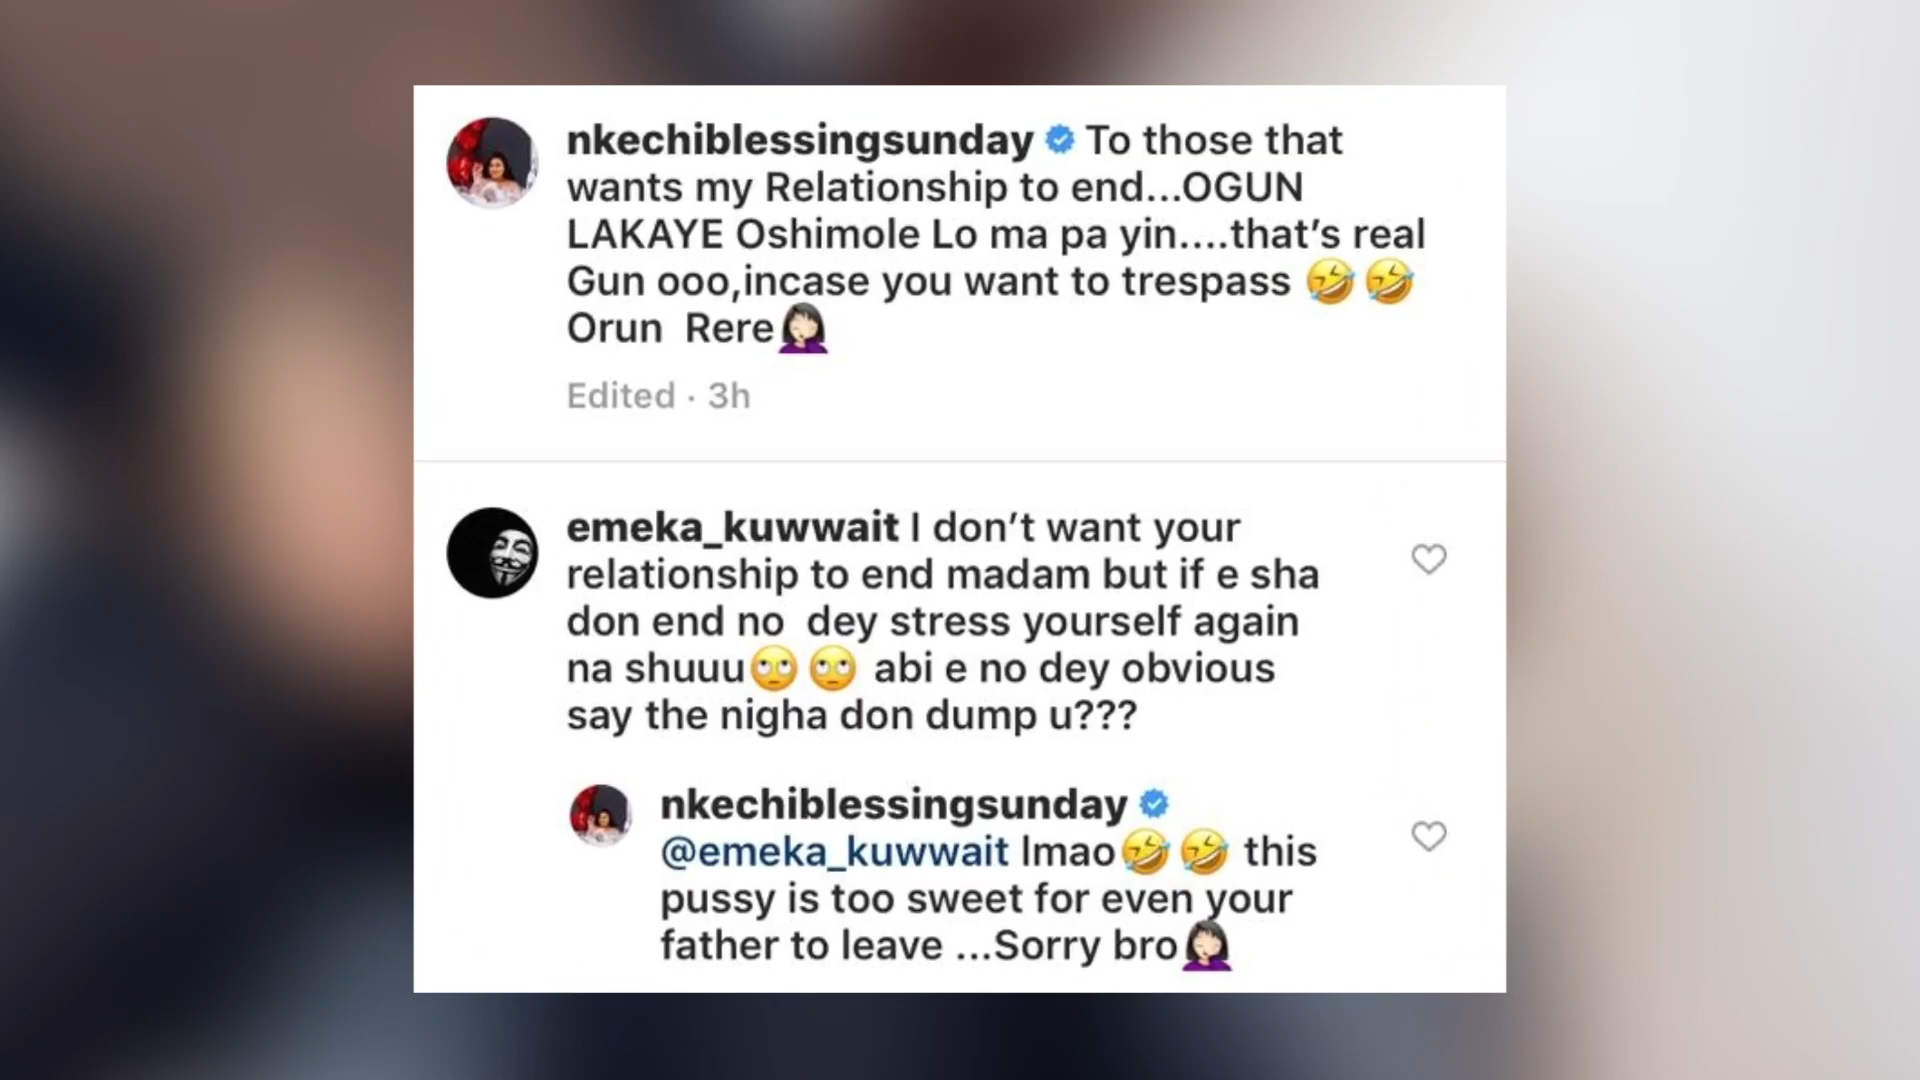 nkechiblessingsunday To those that
wants my Relationship to end...OGUN
LAKAYE Oshimole Lo ma pa yin....that's real
Gun ooo,incase you want to trespass 🤣🤣
Orun Rere🤦🏻‍♀️
Edited · 3h
emeka_kuwwait I don't want your
relationship to end madam but if e sha
don end no dey stress yourself again
na shuuu🙄🙄 abi e no dey obvious
say the nigha don dump u???
nkechiblessingsunday
@emeka_kuwwait lmao🤣🤣 this
pussy is too sweet for even your
father to leave ...Sorry bro🤦🏻‍♀️